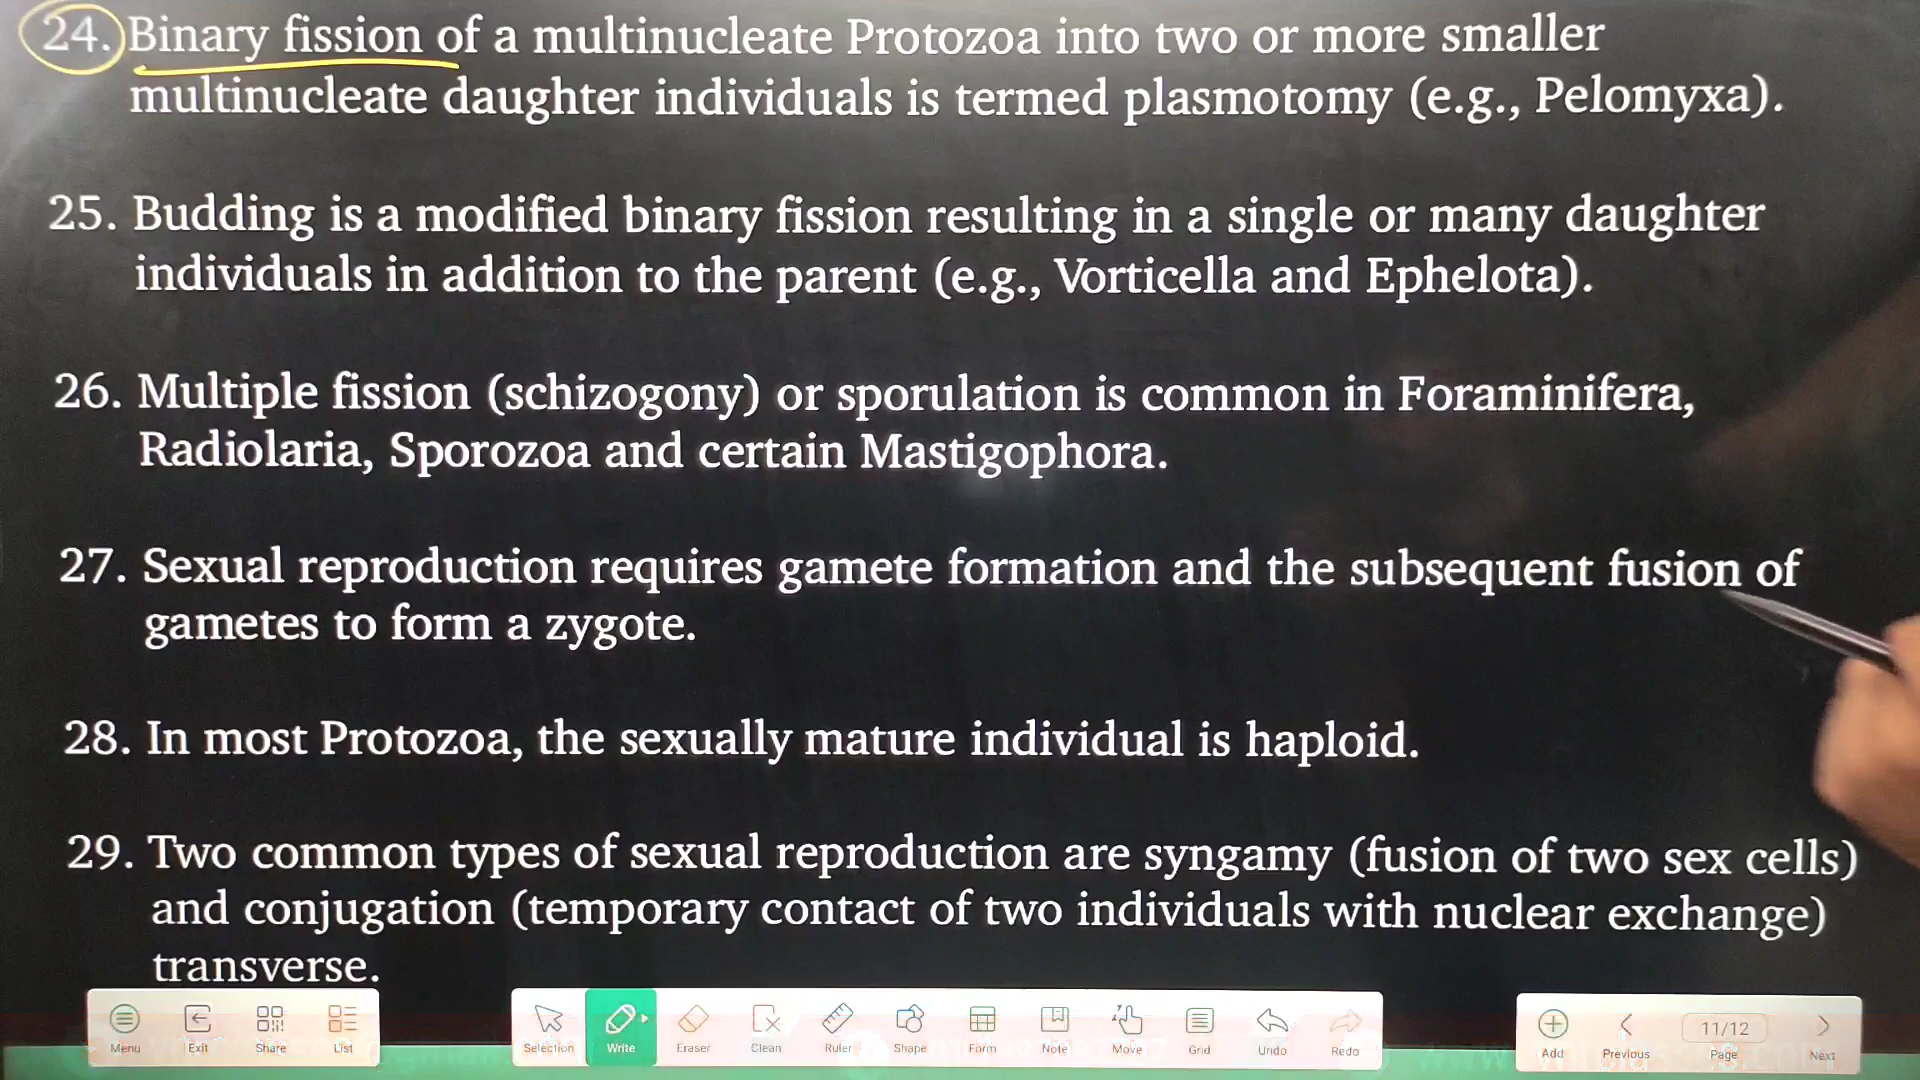 24. Binary fission of a multinucleate Protozoa into two or more smaller
multinucleate daughter individuals is termed plasmotomy (e.g., Pelomyxa).
25. Budding is a modified binary fission resulting in a single or many daughter
individuals in addition to the parent (e.g., Vorticella and Ephelota).
26. Multiple fission (schizogony) or sporulation is common in Foraminifera,
Radiolaria, Sporozoa and certain Mastigophora.
27. Sexual reproduction requires gamete formation and the subsequent fusion of
gametes to form a zygote.
28. In most Protozoa, the sexually mature individual is haploid.
29. Two common types of sexual reproduction are syngamy (fusion of two sex cells)
and conjugation (temporary contact of two individuals with nuclear exchange)
transverse.
Menu Exit Share List Selection Write Eraser Clean Ruler Shape Form Note Move Grid Undo Redo Add Previous 11/12 Page Next